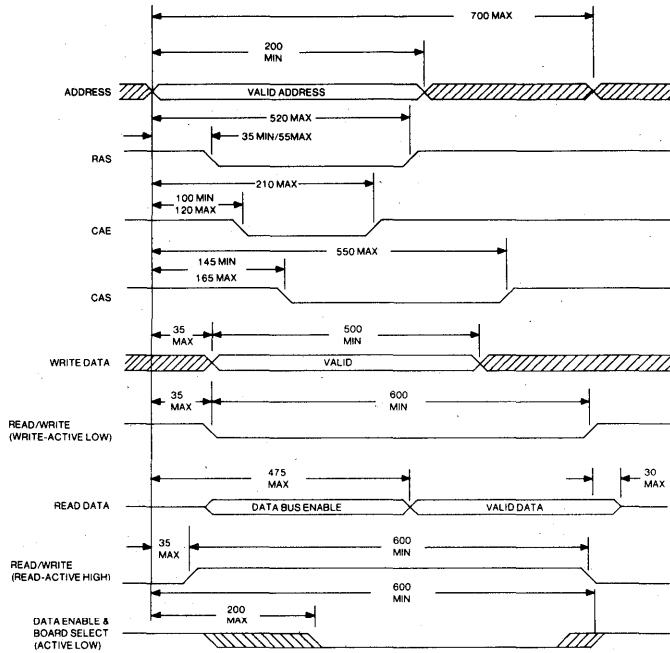 700 MAX
200
MIN
ADDRESS
VALID ADDRESS
520 MAX
35 MIN/55MAX
RAS
210 MAX
100 MIN
120 MAX
CAE
550 MAX
145 MIN
165 MAX
CAS
35
MAX
500
MIN
WRITE DATA
VALID
35
MAX
600
MIN
READ/WRITE
(WRITE-ACTIVE LOW)
475
MAX
30
MAX
READ DATA
DATA BUS ENABLE
VALID DATA
35
MAX
600
MIN
READ/WRITE
(READ-ACTIVE HIGH)
600
MIN
200
MAX
DATA ENABLE &
BOARD SELECT
(ACTIVE LOW)